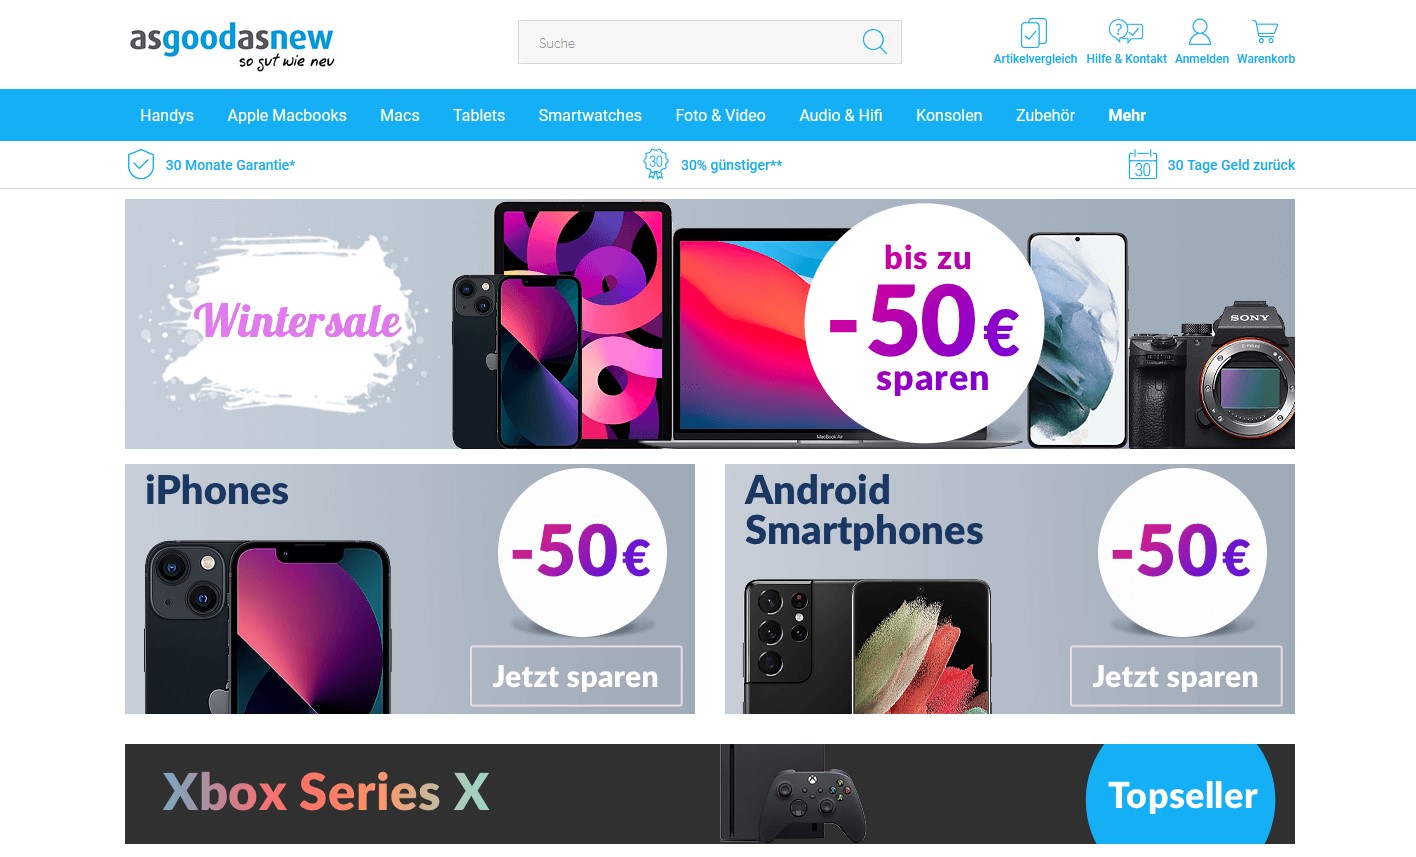 asgoodasnew
so gut wie neu
Suche
Artikelvergleich
Hilfe & Kontakt
Anmelden
Warenkorb
Handys
Apple Macbooks
Macs
Tablets
Smartwatches
Foto & Video
Audio & Hifi
Konsolen
Zubehör
Mehr
30 Monate Garantie*
30
30% günstiger**
30
30 Tage Geld zurück
Wintersale
MacBook Air
bis zu
-50€
sparen
SONY
iPhones
-50€
Jetzt sparen
Android
Smartphones
-50€
Jetzt sparen
Xbox Series X
Topseller